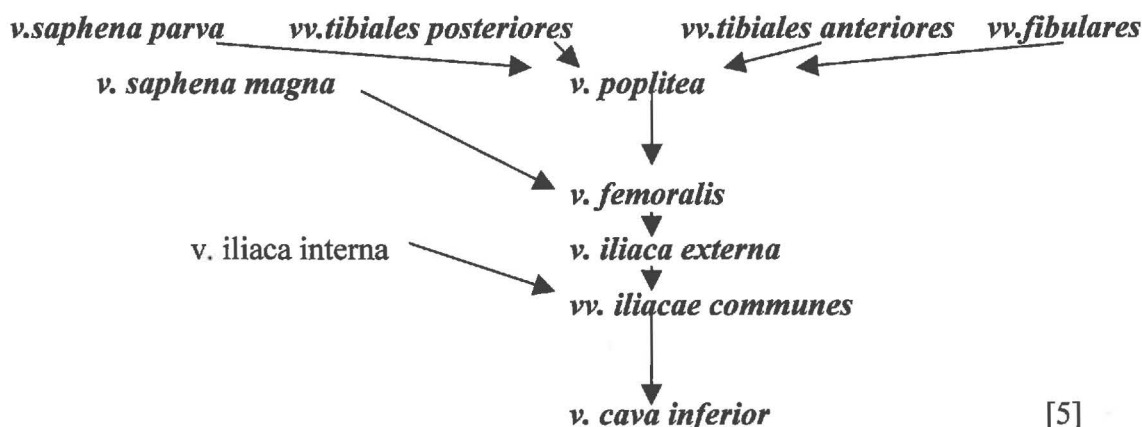 v.saphena parva vv.tibiales posteriores vv.tibiales anteriores vv.fibulares
v. saphena magna v. poplitea
v. femoralis
v. iliaca interna v. iliaca externa
vv. iliacae communes
v. cava inferior [5]